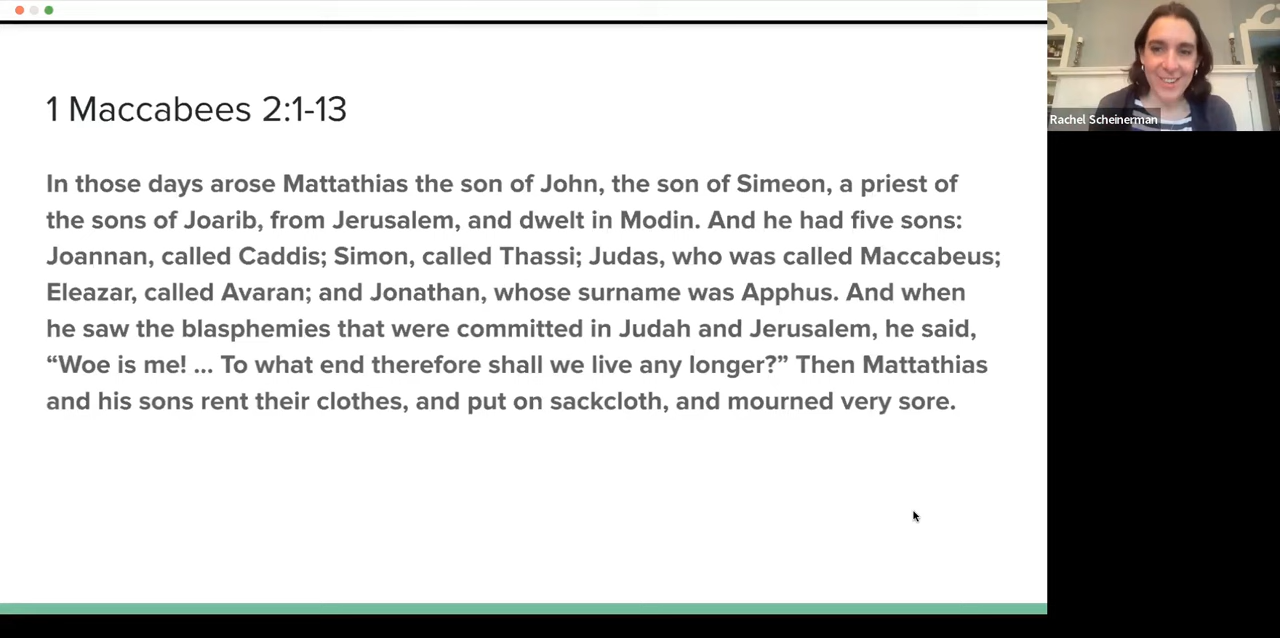 1 Maccabees 2:1-13
In those days arose Mattathias the son of John, the son of Simeon, a priest of
the sons of Joarib, from Jerusalem, and dwelt in Modin. And he had five sons:
Joannan, called Caddis; Simon, called Thassi; Judas, who was called Maccabeus;
Eleazar, called Avaran; and Jonathan, whose surname was Apphus. And when
he saw the blasphemies that were committed in Judah and Jerusalem, he said,
“Woe is me! ... To what end therefore shall we live any longer?” Then Mattathias
and his sons rent their clothes, and put on sackcloth, and mourned very sore.
Rachel Scheinerman